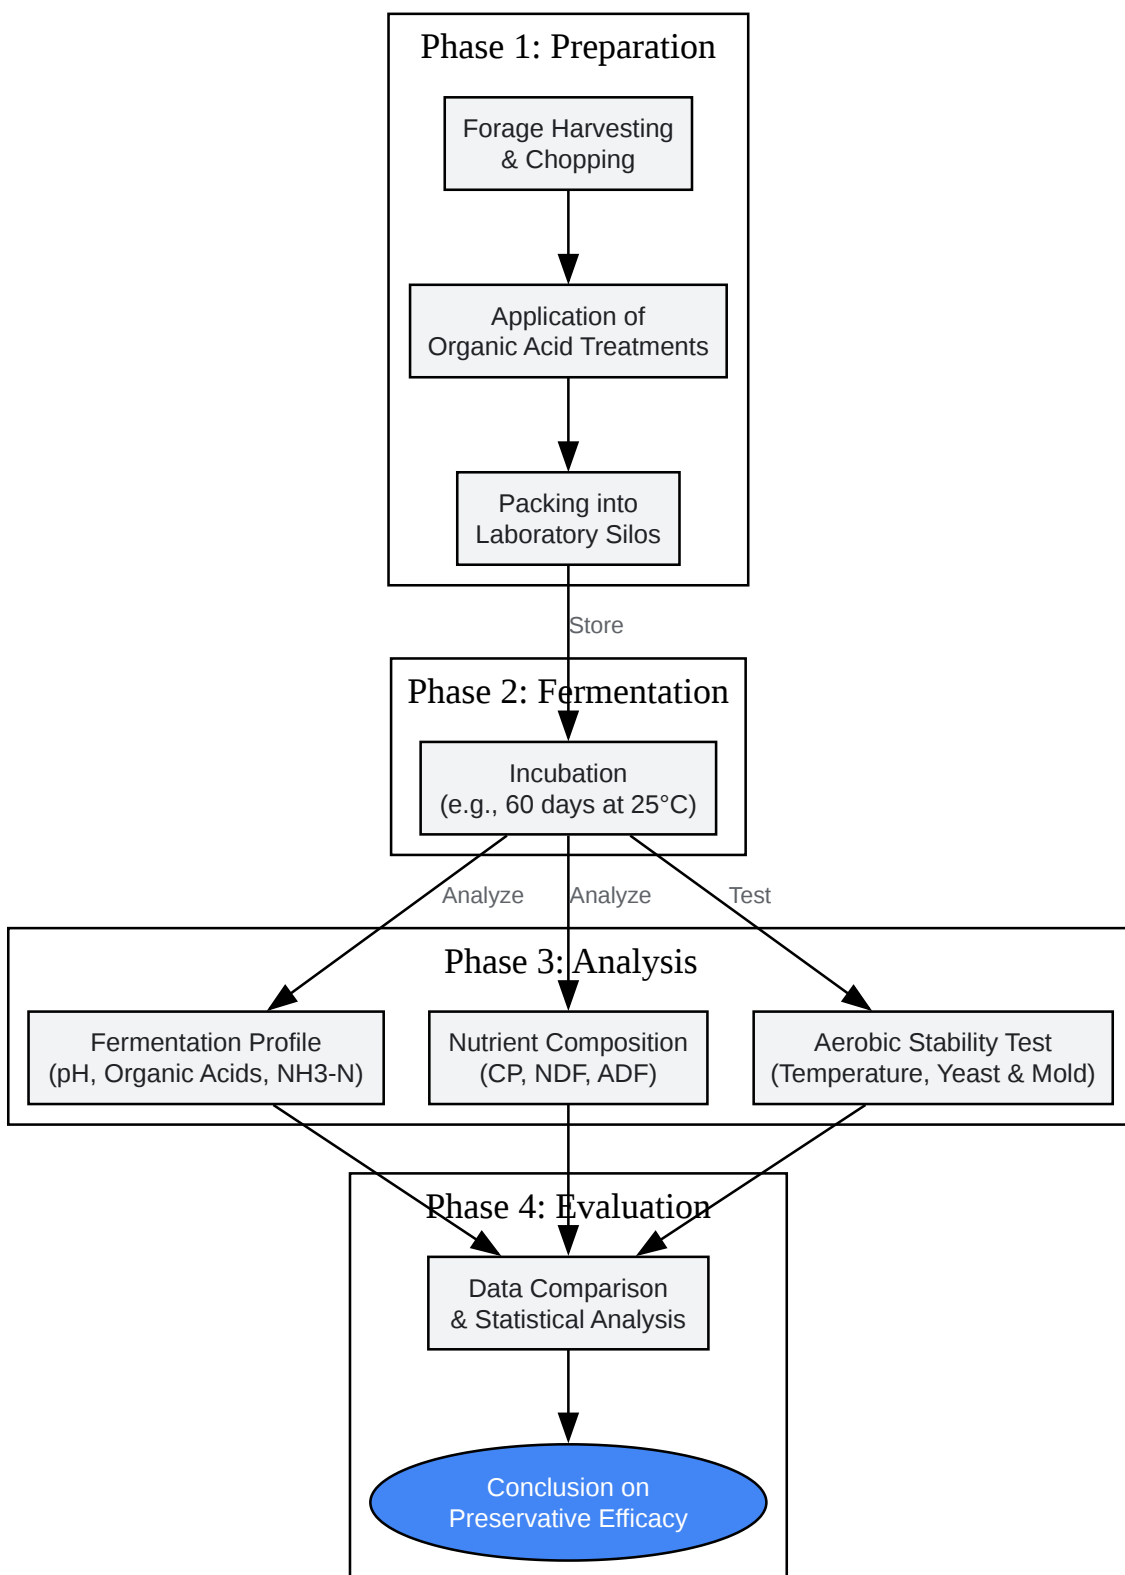 Phase 1: Preparation
Forage Harvesting
& Chopping
Application of
Organic Acid Treatments
Packing into
Laboratory Silos
Store
Phase 2: Fermentation
Incubation
(e.g., 60 days at 25°C)
Analyze
Analyze
Test
Phase 3: Analysis
Fermentation Profile
(pH, Organic Acids, NH3-N)
Nutrient Composition
(CP, NDF, ADF)
Aerobic Stability Test
(Temperature, Yeast & Mold)
Phase 4: Evaluation
Data Comparison
& Statistical Analysis
Conclusion on
Preservative Efficacy